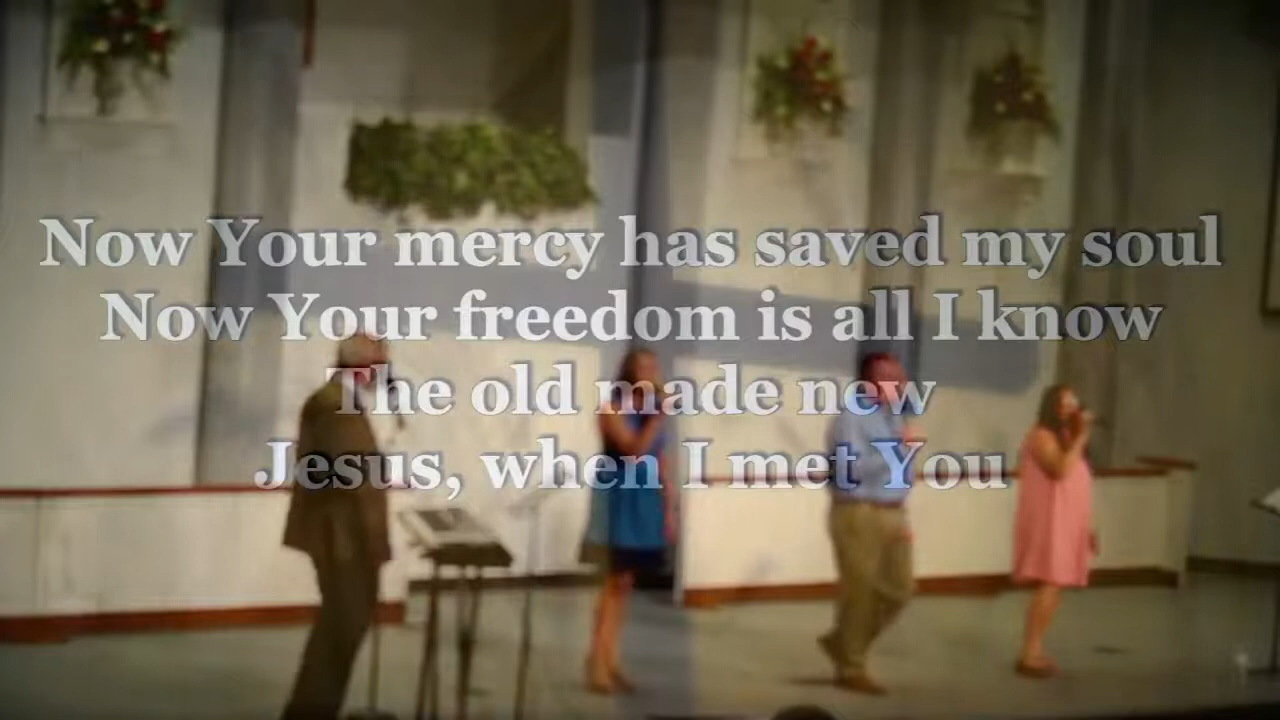 Now Your mercy has saved my soul
Now Your freedom is all I know
The old made new
Jesus, when I met You